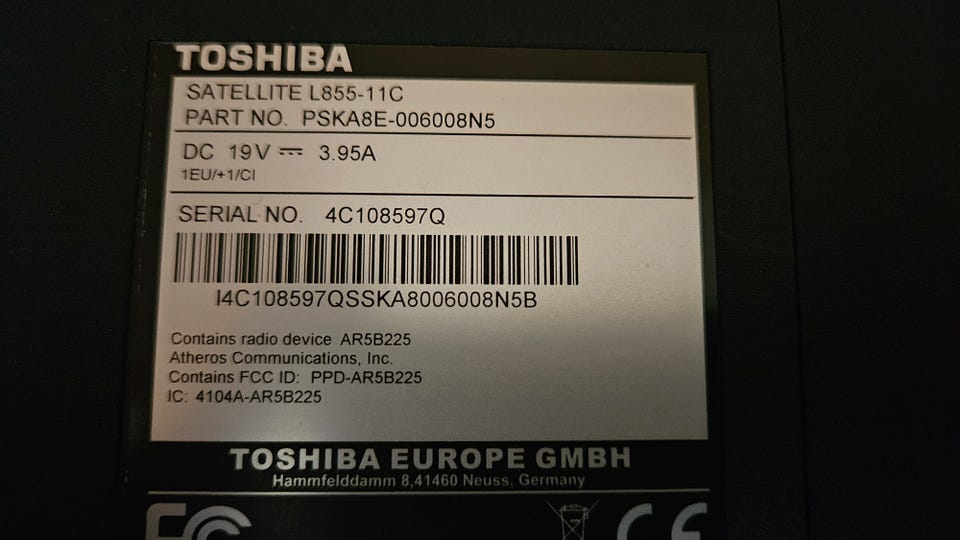 TOSHIBA
SATELLITE L855-11C
PART NO. PSKA8E-006008N5
DC 19V ⎓ 3.95A
1EU/+1/CI
SERIAL NO. 4C108597Q
I4C108597QSSKA8006008N5B
Contains radio device AR5B225
Atheros Communications, Inc.
Contains FCC ID: PPD-AR5B225
IC: 4104A-AR5B225
TOSHIBA EUROPE GMBH
Hammfelddamm 8,41460 Neuss, Germany
FC CE